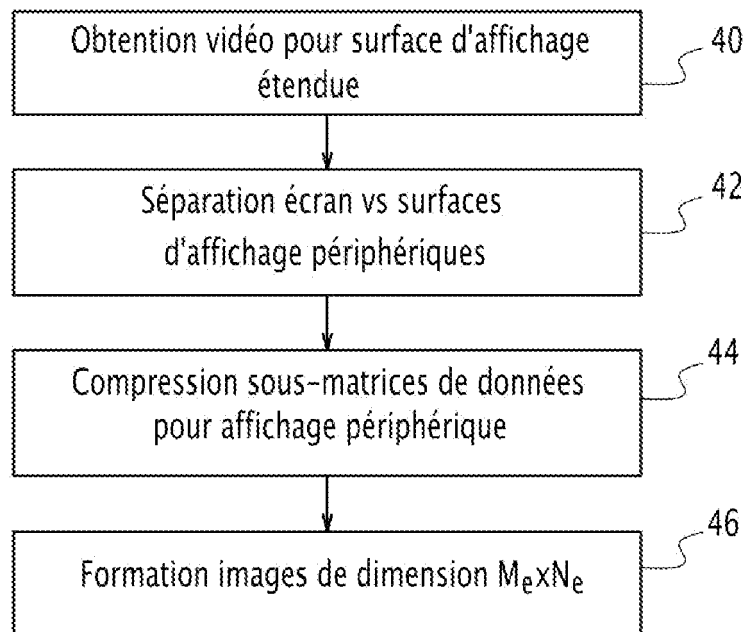 Obtention vidéo pour surface d'affichage
étendue
40
Séparation écran vs surfaces
d'affichage périphériques
42
Compression sous-matrices de données
pour affichage périphérique
44
Formation images de dimension MexNe
46